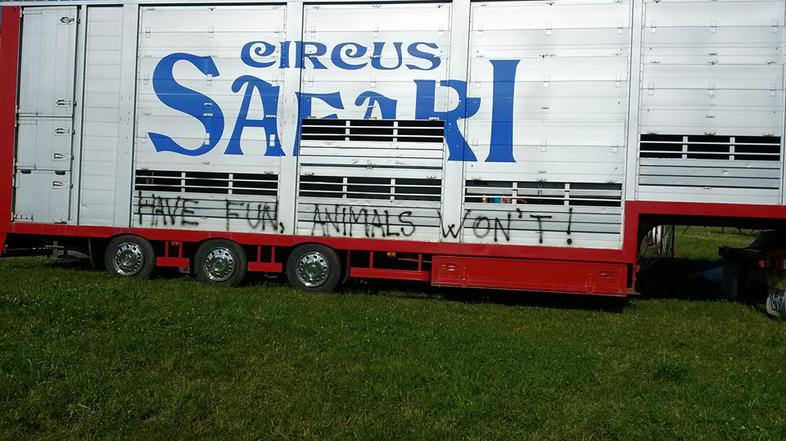 CIRCUS
SAFARI
HAVE FUN, ANIMALS WON'T!